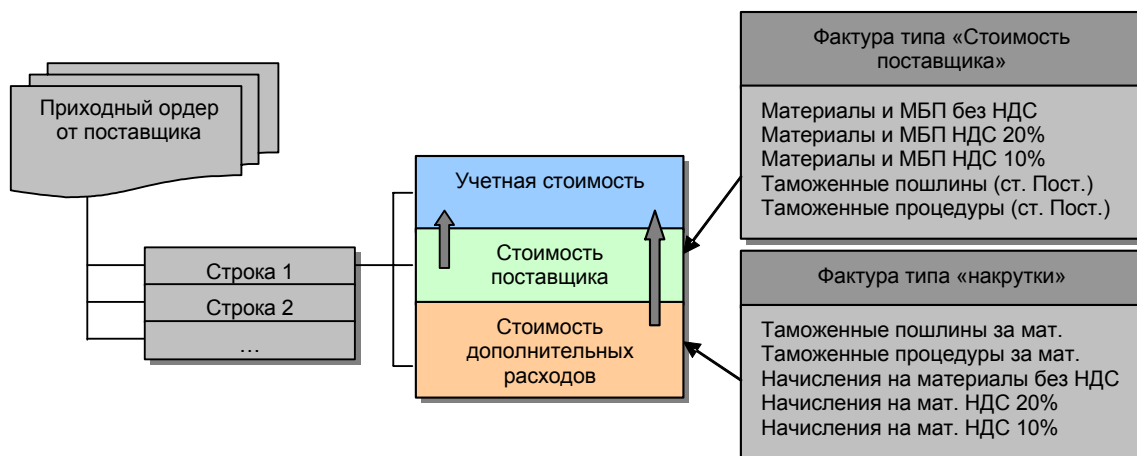 Приходный ордер
от поставщика
Строка 1
Строка 2
...
Учетная стоимость
Стоимость
поставщика
Стоимость
дополнительных
расходов
Фактура типа «Стоимость
поставщика»
Материалы и МБП без НДС
Материалы и МБП НДС 20%
Материалы и МБП НДС 10%
Таможенные пошлины (ст. Пост.)
Таможенные процедуры (ст. Пост.)
Фактура типа «накрутки»
Таможенные пошлины за мат.
Таможенные процедуры за мат.
Начисления на материалы без НДС
Начисления на мат. НДС 20%
Начисления на мат. НДС 10%